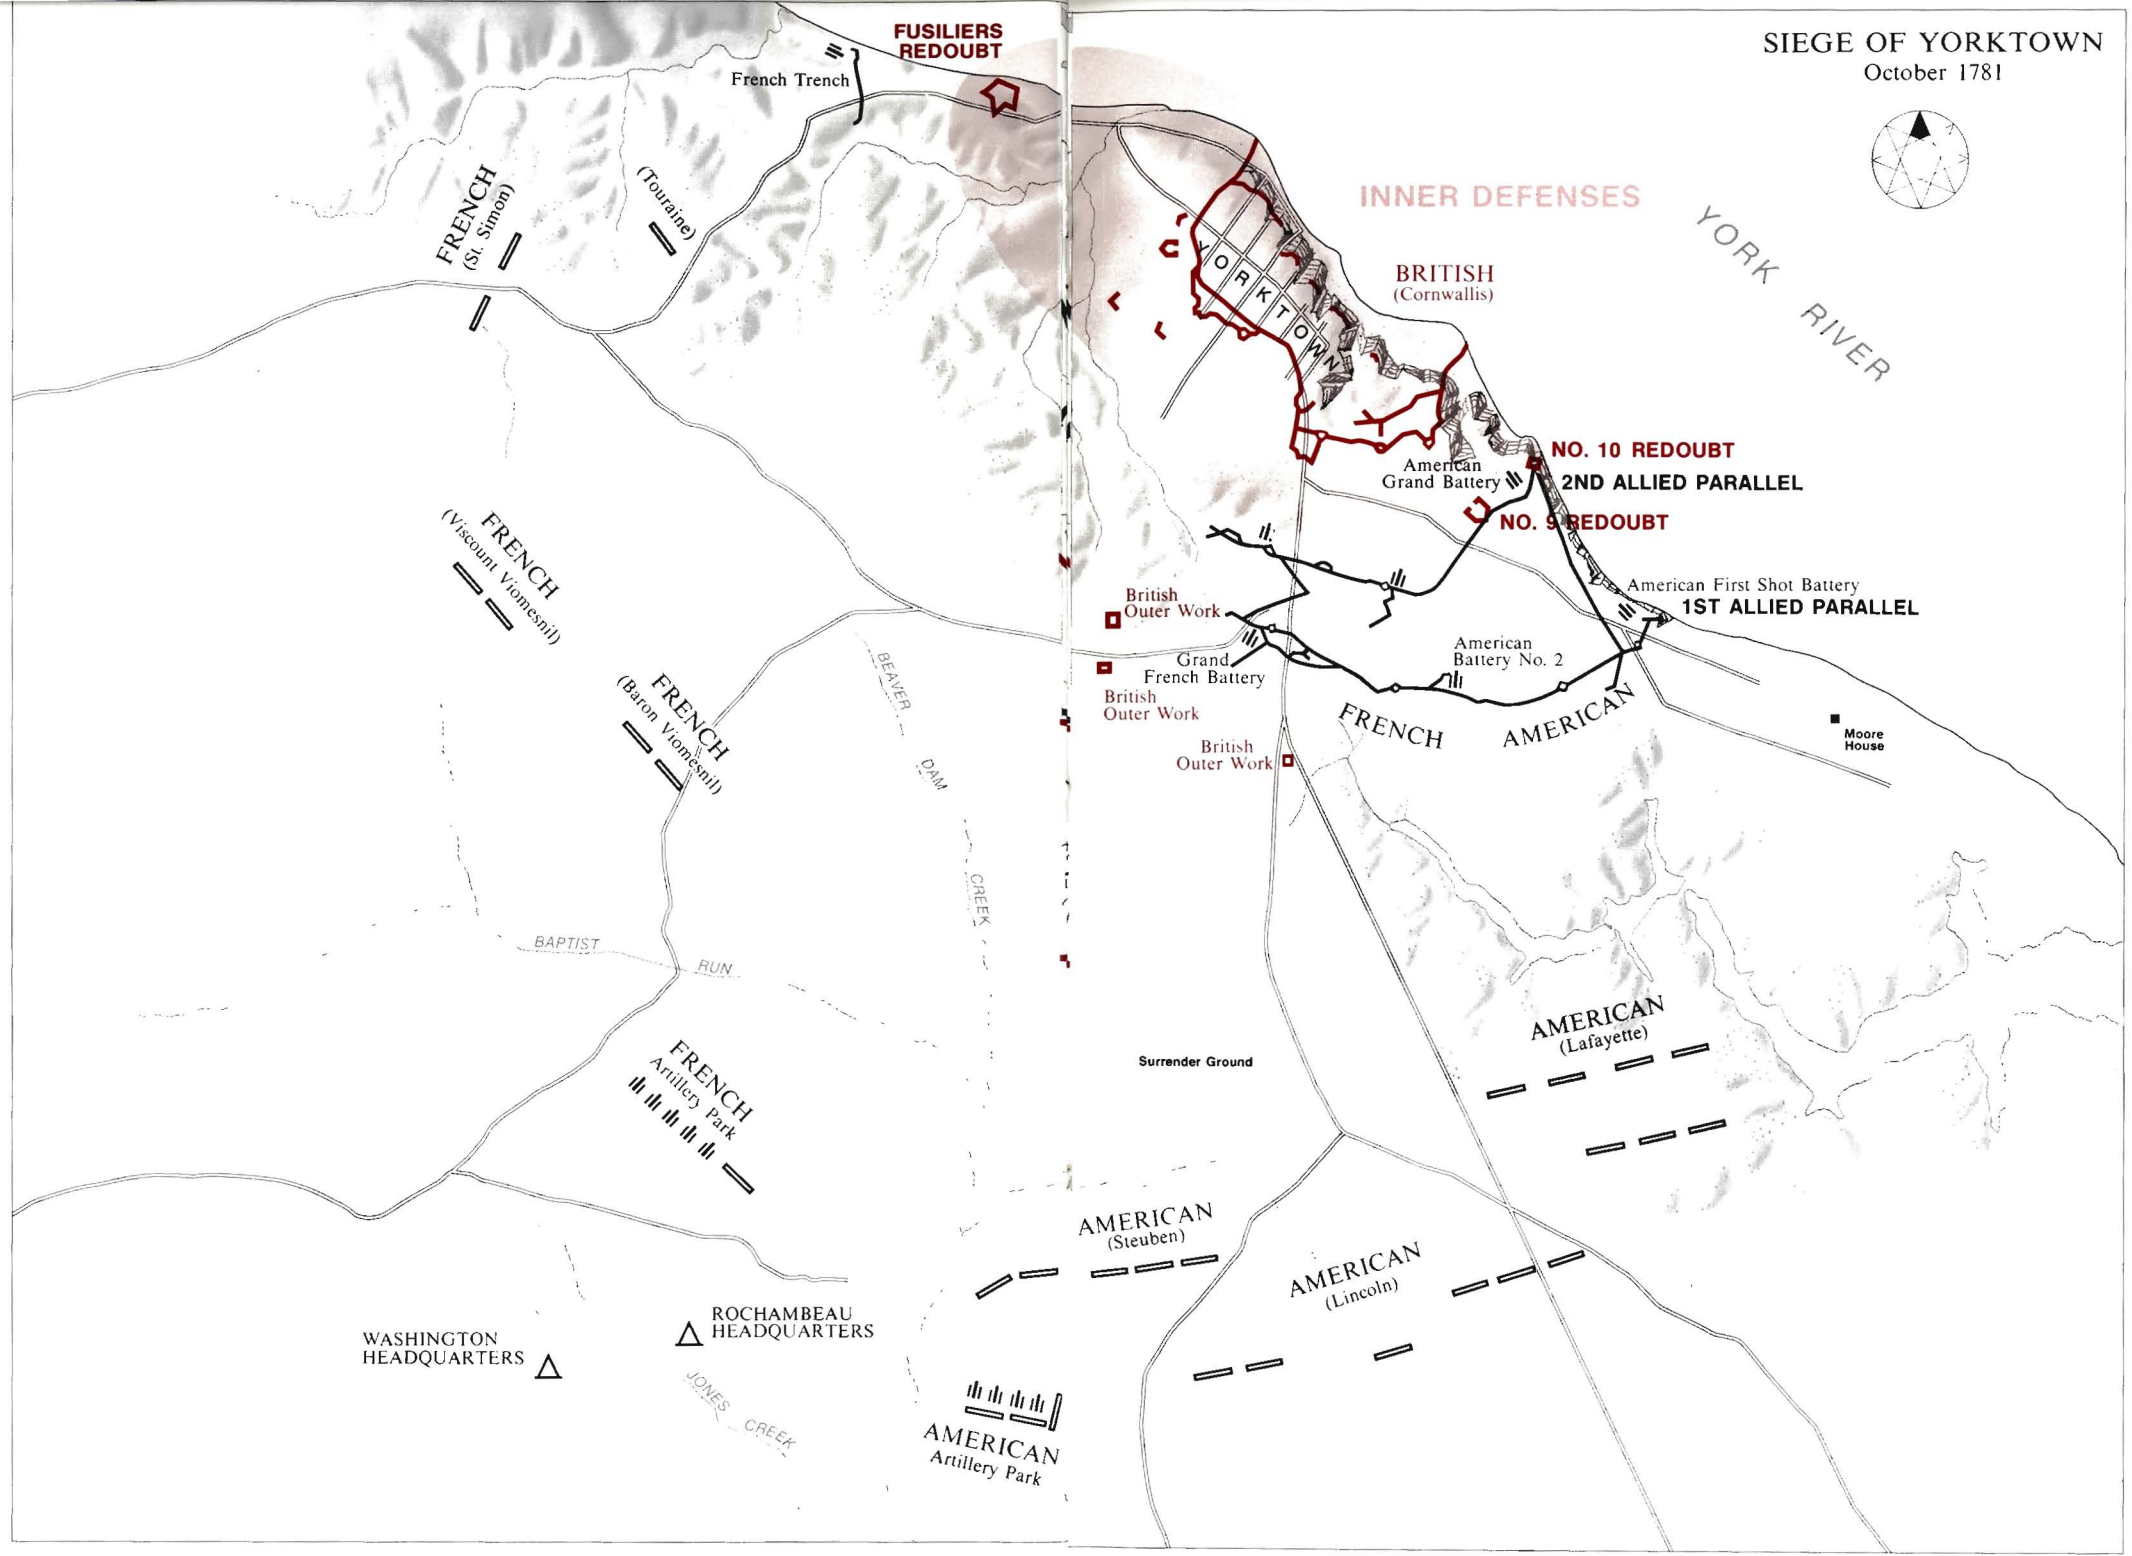 SIEGE OF YORKTOWN
October 1781
FUSILIERS
REDOUBT
French Trench
FRENCH
(St. Simon)
(Touraine)
INNER DEFENSES
YORK RIVER
BRITISH
(Cornwallis)
YORKTOWN
NO. 10 REDOUBT
American
Grand Battery
2ND ALLIED PARALLEL
NO. 9 REDOUBT
FRENCH
(Viscount Viomesnil)
British
Outer Work
American First Shot Battery
1ST ALLIED PARALLEL
Grand
French Battery
American
Battery No. 2
British
Outer Work
FRENCH
AMERICAN
British
Outer Work
Moore
House
FRENCH
(Baron Viomesnil)
BEAVER DAM CREEK
BAPTIST RUN
FRENCH
Artillery Park
Surrender Ground
AMERICAN
(Lafayette)
AMERICAN
(Steuben)
AMERICAN
(Lincoln)
WASHINGTON
HEADQUARTERS
ROCHAMBEAU
HEADQUARTERS
JONES CREEK
AMERICAN
Artillery Park